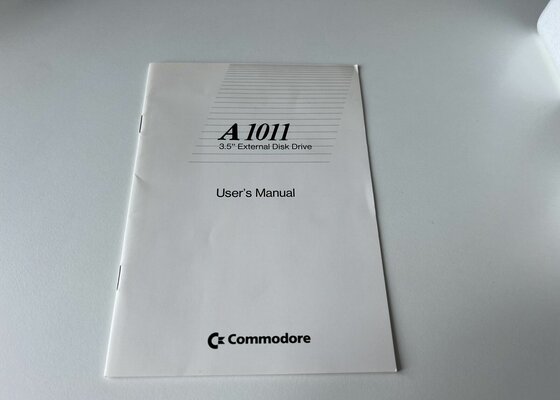 A 1011
3.5" External Disk Drive
User's Manual
Commodore